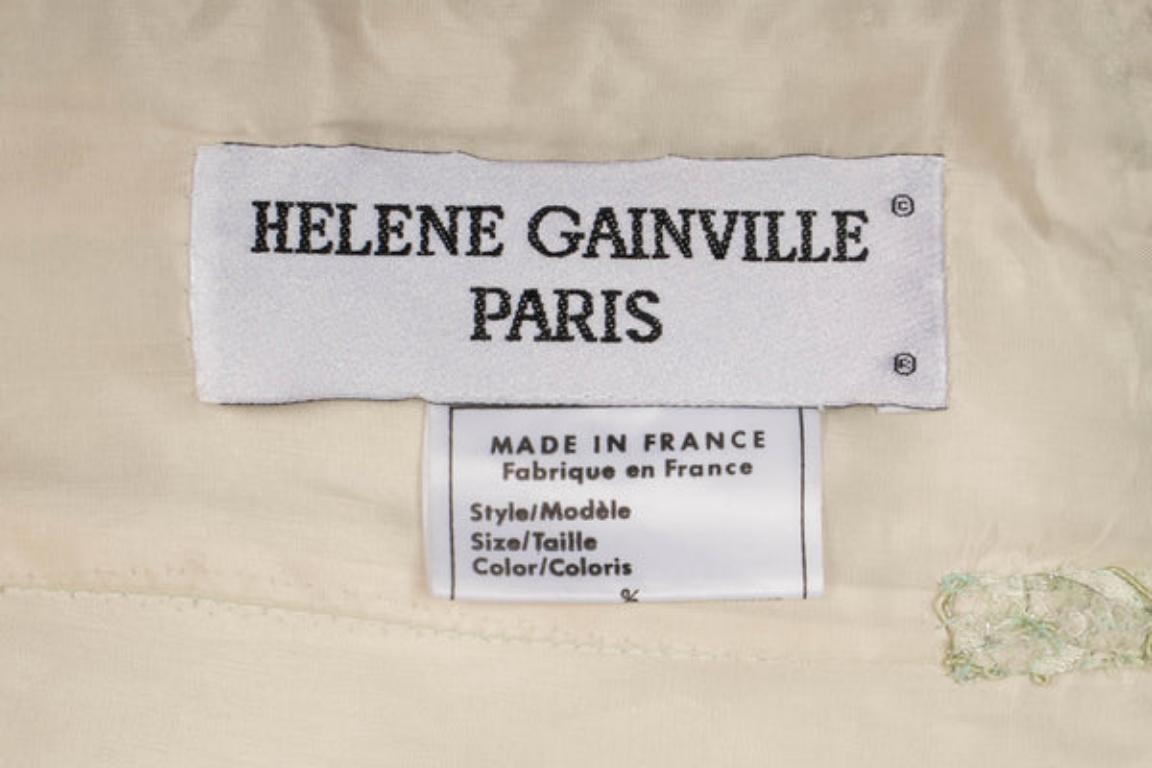 HELENE GAINVILLE ©
PARIS
®
MADE IN FRANCE
Fabrique en France
Style/Modèle
Size/Taille
Color/Coloris
%